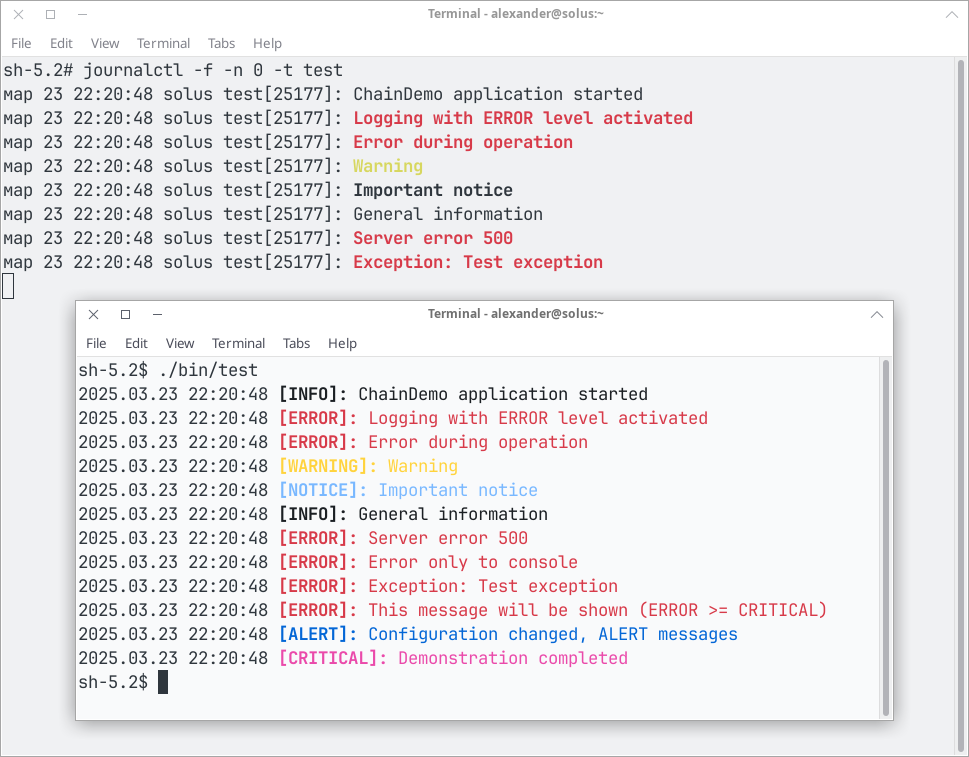 Terminal - alexander@solus:~
File Edit View Terminal Tabs Help
sh-5.2# journalctl -f -n 0 -t test
мар 23 22:20:48 solus test[25177]: ChainDemo application started
мар 23 22:20:48 solus test[25177]: Logging with ERROR level activated
мар 23 22:20:48 solus test[25177]: Error during operation
мар 23 22:20:48 solus test[25177]: Warning
мар 23 22:20:48 solus test[25177]: Important notice
мар 23 22:20:48 solus test[25177]: General information
мар 23 22:20:48 solus test[25177]: Server error 500
мар 23 22:20:48 solus test[25177]: Exception: Test exception
Terminal - alexander@solus:~
File Edit View Terminal Tabs Help
sh-5.2$ ./bin/test
2025.03.23 22:20:48 [INFO]: ChainDemo application started
2025.03.23 22:20:48 [ERROR]: Logging with ERROR level activated
2025.03.23 22:20:48 [ERROR]: Error during operation
2025.03.23 22:20:48 [WARNING]: Warning
2025.03.23 22:20:48 [NOTICE]: Important notice
2025.03.23 22:20:48 [INFO]: General information
2025.03.23 22:20:48 [ERROR]: Server error 500
2025.03.23 22:20:48 [ERROR]: Error only to console
2025.03.23 22:20:48 [ERROR]: Exception: Test exception
2025.03.23 22:20:48 [ERROR]: This message will be shown (ERROR >= CRITICAL)
2025.03.23 22:20:48 [ALERT]: Configuration changed, ALERT messages
2025.03.23 22:20:48 [CRITICAL]: Demonstration completed
sh-5.2$